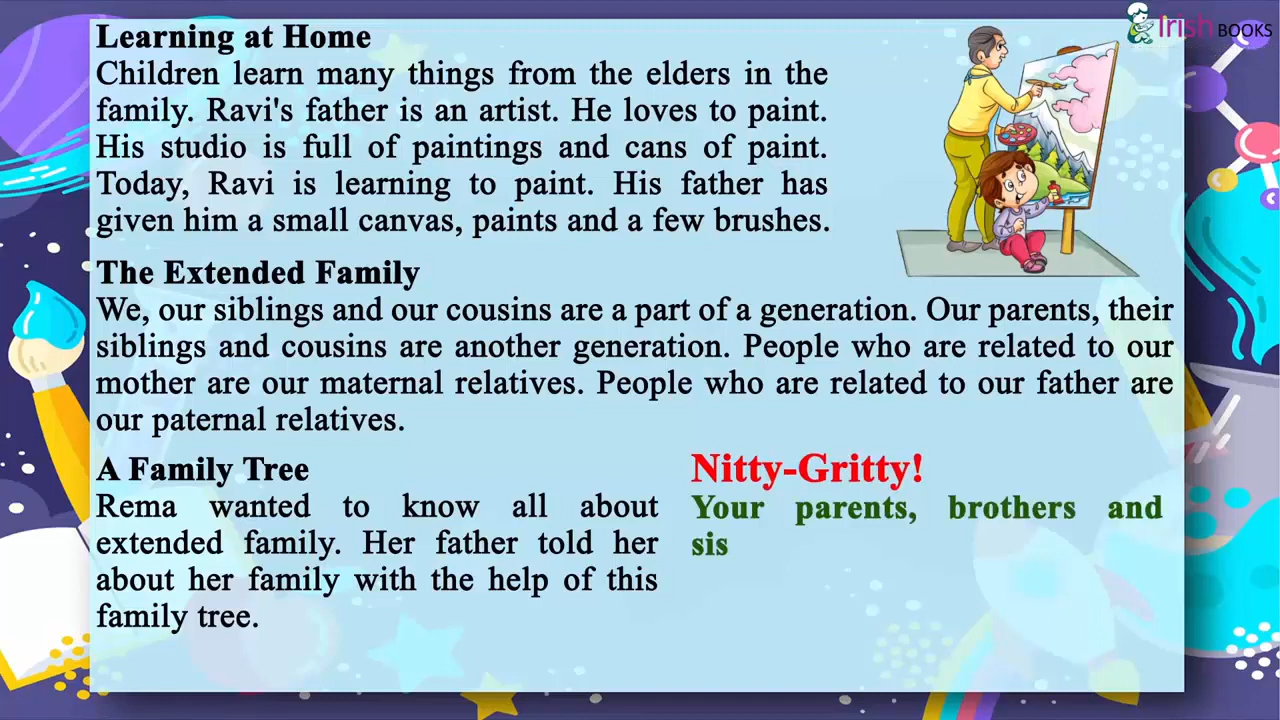 Irish BOOKS
Learning at Home
Children learn many things from the elders in the
family. Ravi's father is an artist. He loves to paint.
His studio is full of paintings and cans of paint.
Today, Ravi is learning to paint. His father has
given him a small canvas, paints and a few brushes.
The Extended Family
We, our siblings and our cousins are a part of a generation. Our parents, their
siblings and cousins are another generation. People who are related to our
mother are our maternal relatives. People who are related to our father are
our paternal relatives.
A Family Tree
Rema wanted to know all about
extended family. Her father told her
about her family with the help of this
family tree.
Nitty-Gritty!
Your parents, brothers and
sis